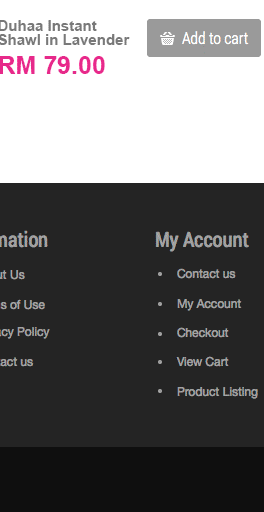 Duhaa Instant
Shawl in Lavender
RM 79.00
Add to cart
mation
ut Us
s of Use
acy Policy
act us
My Account
Contact us
My Account
Checkout
View Cart
Product Listing